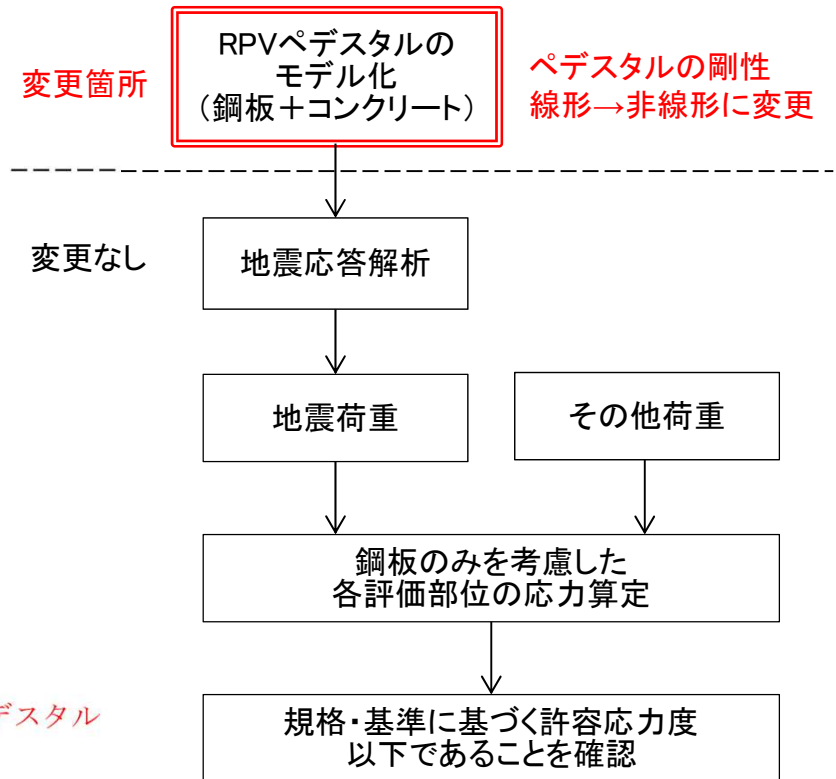 変更箇所
RPVペデスタルの
モデル化
（鋼板＋コンクリート）
ペデスタルの剛性
線形→非線形に変更
変更なし
地震応答解析
地震荷重
その他荷重
鋼板のみを考慮した
各評価部位の応力算定
デスタル
規格・基準に基づく許容応力度
以下であることを確認